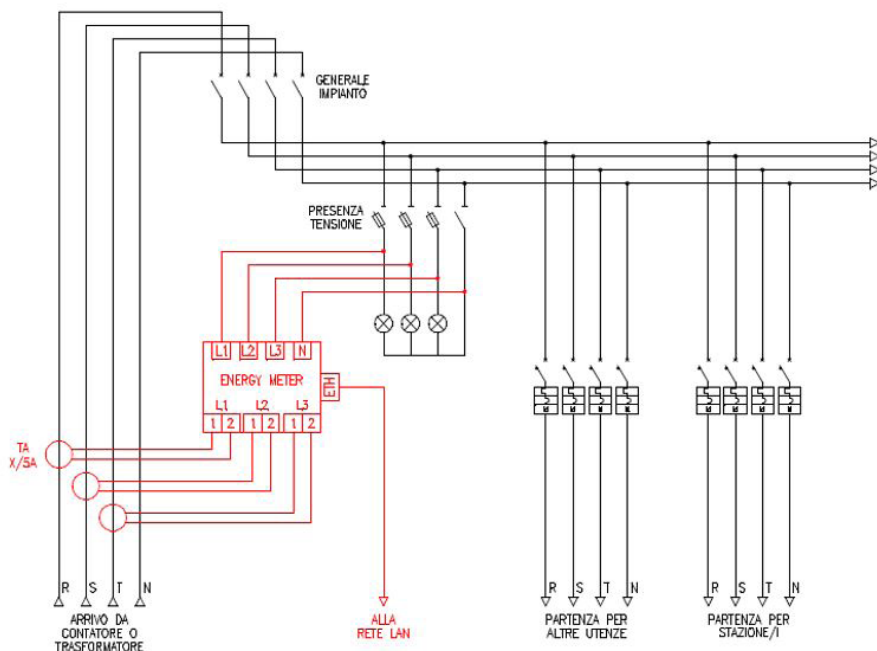 GENERALE
IMPIANTO
PRESENZA
TENSIONE
L1 L2 L3 N
ENERGY METER
ETH
L1 L2 L3
1 2 1 2 1 2
TA
X/5A
R S T N
ARRIVO DA
CONTATORE O
TRASFORMATORE
ALLA
RETE LAN
R S T N
PARTENZA PER
ALTRE UTENZE
R S T N
PARTENZA PER
STAZIONE/I